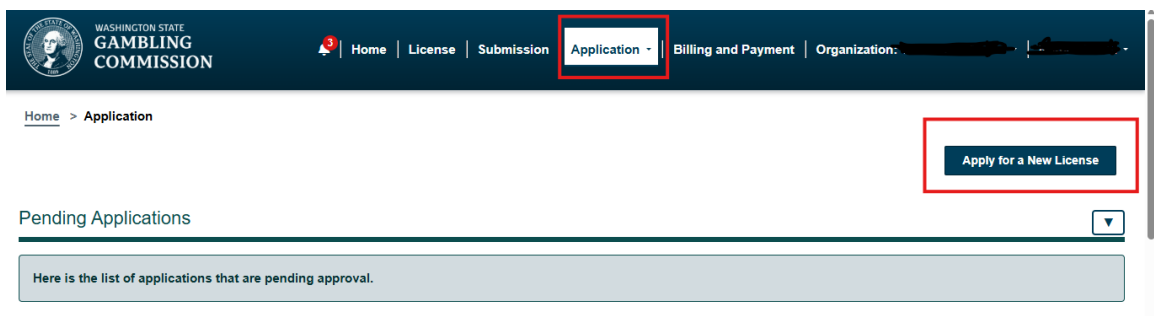 WASHINGTON STATE
GAMBLING
COMMISSION
3 | Home | License | Submission Application | Billing and Payment | Organization: |
Home > Application
Apply for a New License
Pending Applications
Here is the list of applications that are pending approval.